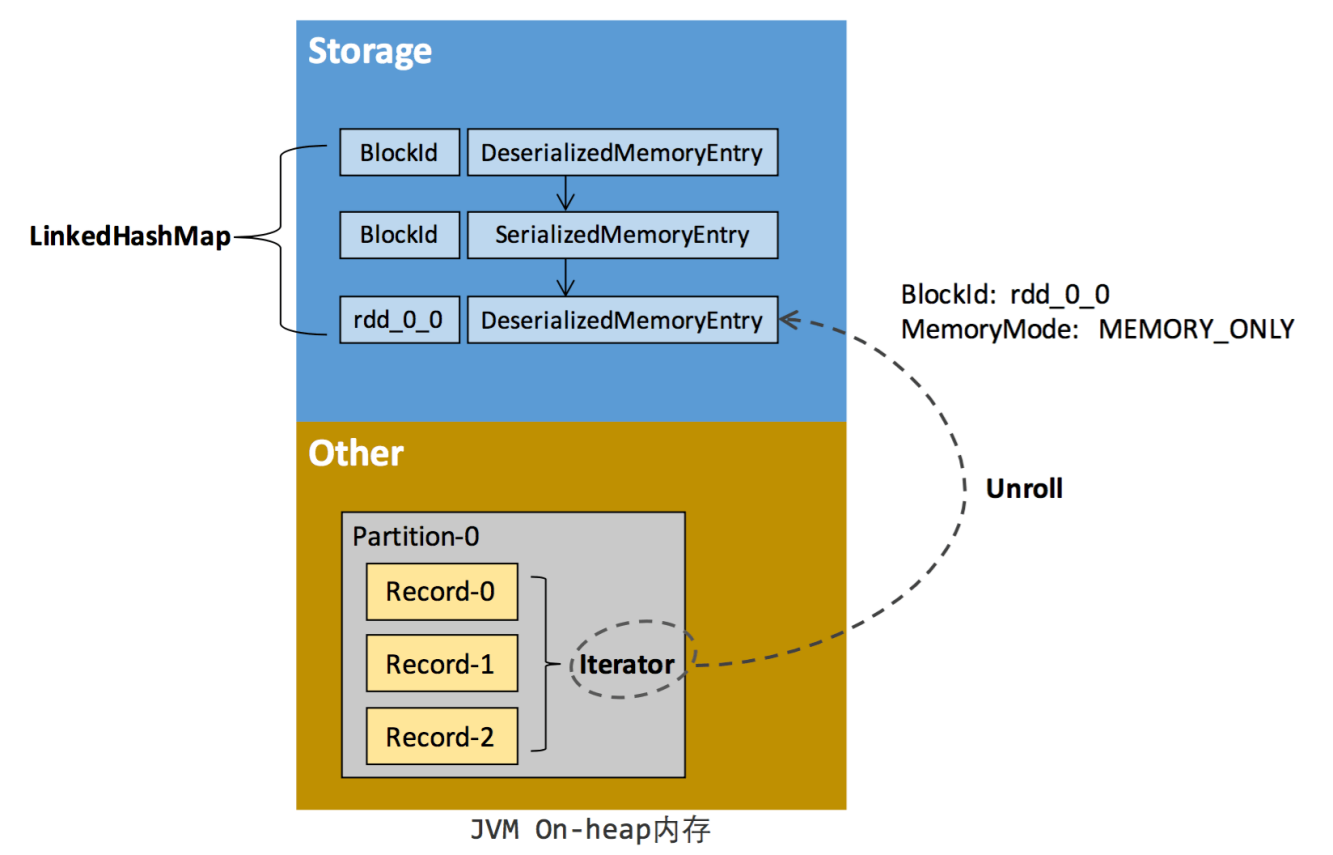 Storage
BlockId DeserializedMemoryEntry
LinkedHashMap
BlockId SerializedMemoryEntry
rdd_0_0 DeserializedMemoryEntry
BlockId: rdd_0_0
MemoryMode: MEMORY_ONLY
Other
Unroll
Partition-0
Record-0
Record-1
Iterator
Record-2
JVM On-heap内存